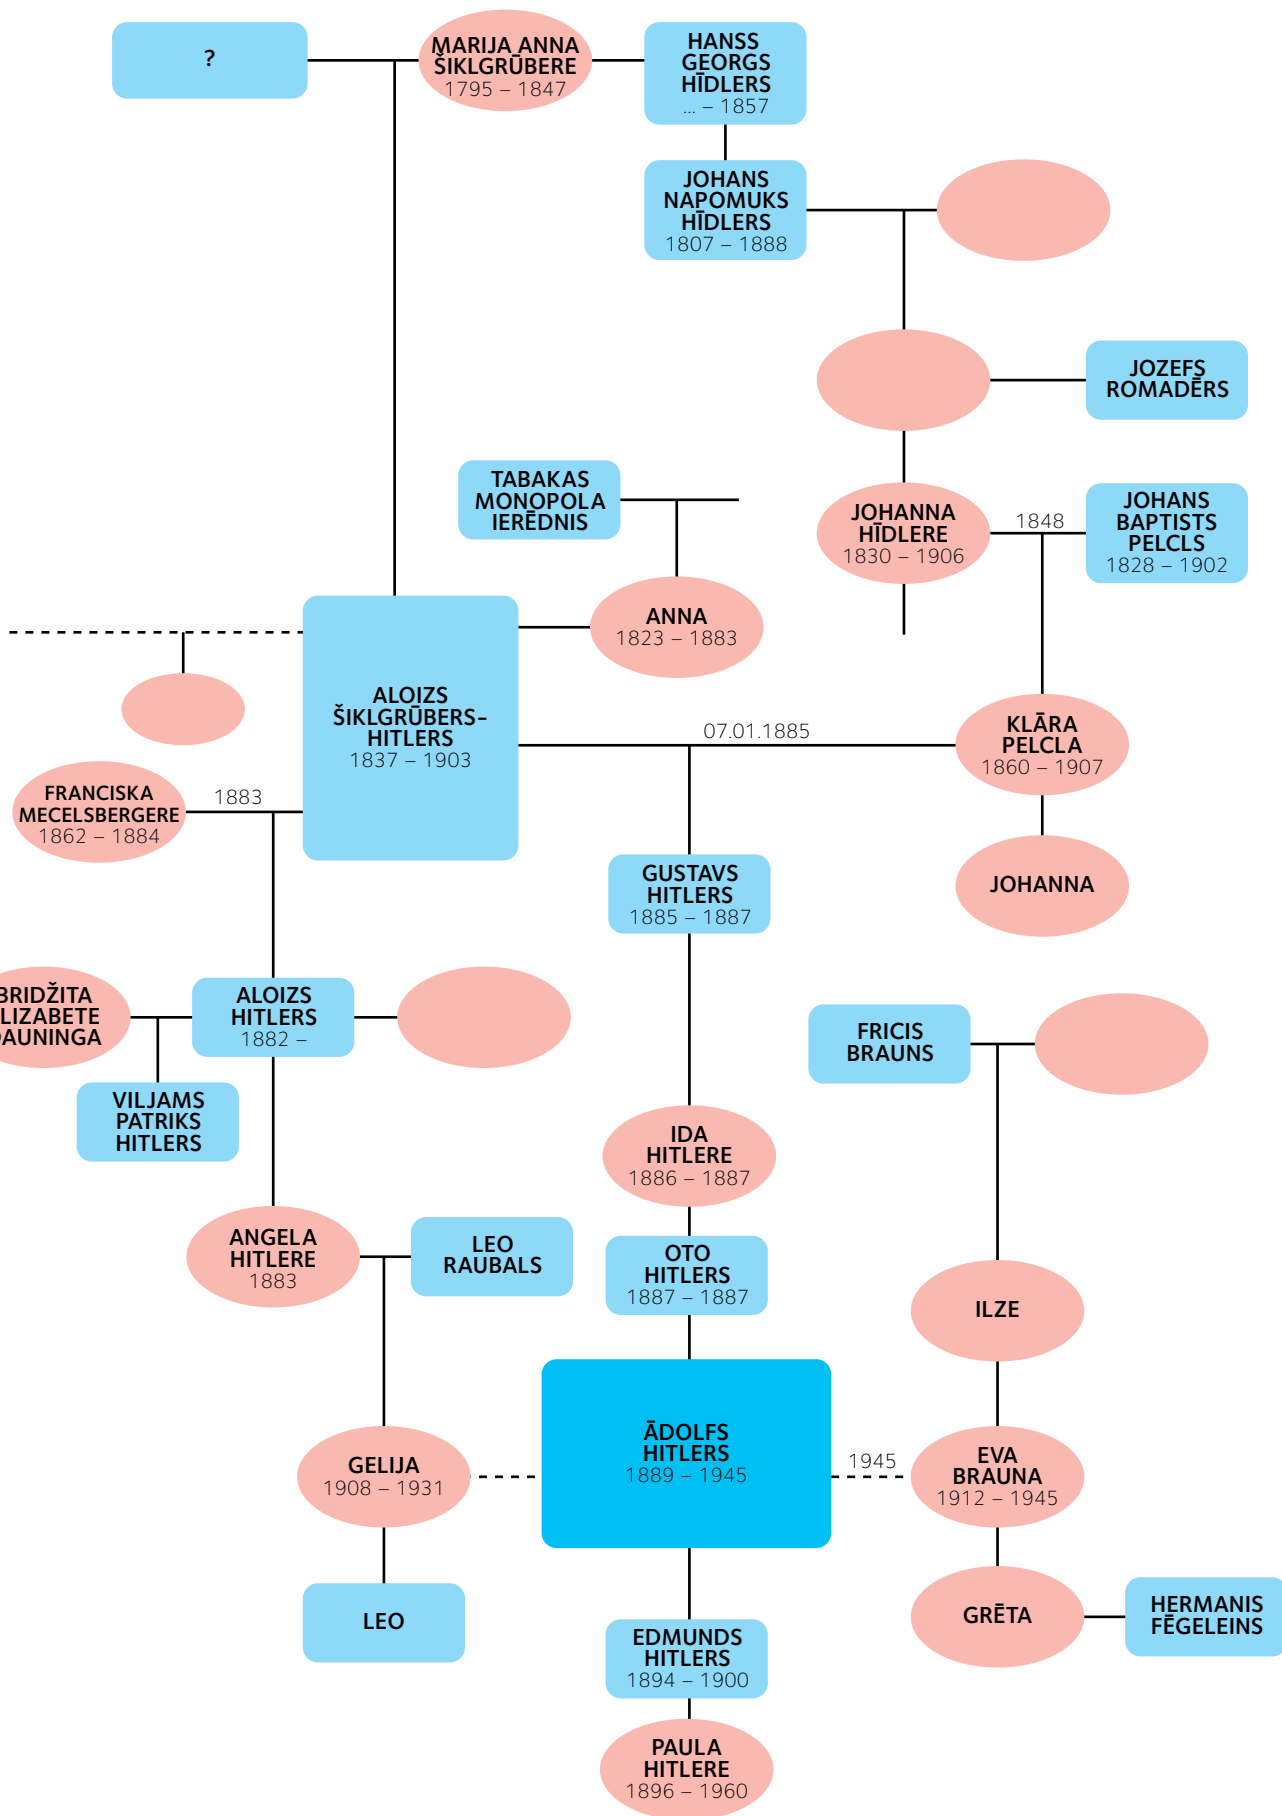 ?
MARIJA ANNA
ŠIKLGRŪBERE
1795 – 1847
HANSS
GEORGS
HĪDLERS
... – 1857
JOHANS
NAPOMUKS
HĪDLERS
1807 – 1888
JOZEFS
ROMADĒRS
TABAKAS
MONOPOLA
IERĒDNIS
JOHANNA
HĪDLERE
1830 – 1906
1848
JOHANS
BAPTISTS
PELCLS
1828 – 1902
ANNA
1823 – 1883
ALOIZS
ŠIKLGRŪBERS-
HITLERS
1837 – 1903
07.01.1885
KLĀRA
PELCLA
1860 – 1907
FRANCISKA
MECELSBERGERE
1862 – 1884
1883
GUSTAVS
HITLERS
1885 – 1887
JOHANNA
BRIDŽITA
LIZABETE
DAUNINGA
ALOIZS
HITLERS
1882 –
FRICIS
BRAUNS
VILJAMS
PATRIKS
HITLERS
IDA
HITLERE
1886 – 1887
ANGELA
HITLERE
1883
LEO
RAUBALS
OTO
HITLERS
1887 – 1887
ILZE
ĀDOLFS
HITLERS
1889 – 1945
1945
GELIJA
1908 – 1931
EVA
BRAUNA
1912 – 1945
LEO
GRĒTA
HERMANIS
FĒGELEINS
EDMUNDS
HITLERS
1894 – 1900
PAULA
HITLERE
1896 – 1960